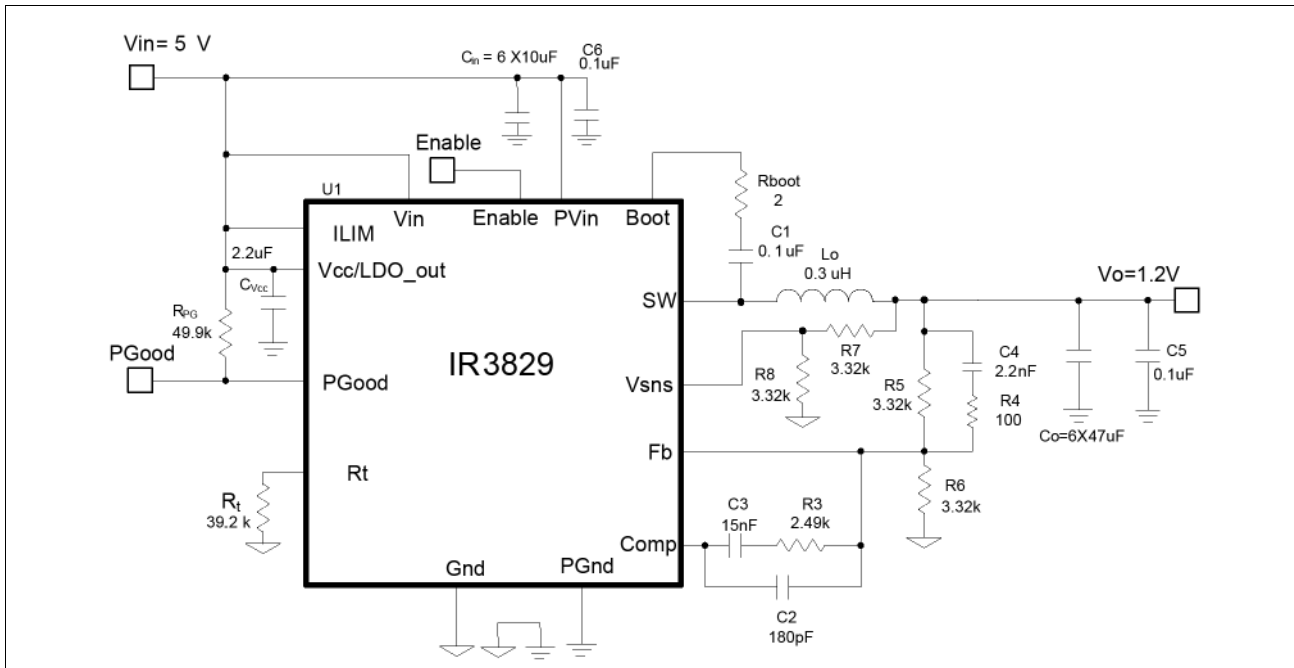 Vin= 5 V
Cin = 6 X10uF
C6
0.1uF
Enable
U1
Vin
Enable
PVin
Boot
Rboot
2
C1
0.1uF
ILIM
2.2uF
Vcc/LDO_out
CVcc
Lo
0.3 uH
SW
Vo=1.2V
RPG
49.9k
PGood
PGood
IR3829
R7
3.32k
R8
3.32k
Vsns
R5
3.32k
C4
2.2nF
R4
100
C5
0.1uF
Co=6X47uF
Fb
Rt
Rt
39.2 k
R6
3.32k
C3
15nF
R3
2.49k
Comp
Gnd
PGnd
C2
180pF